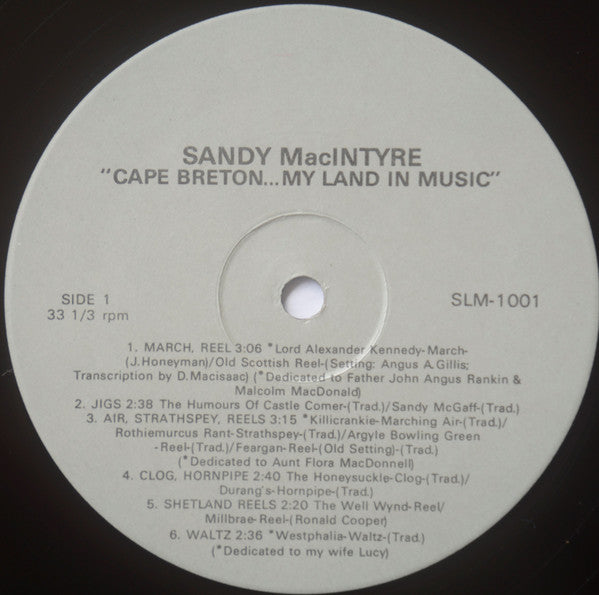 SANDY MacINTYRE
"CAPE BRETON...MY LAND IN MUSIC"
SIDE 1
33 1/3 rpm
SLM-1001
1. MARCH, REEL 3:06 *Lord Alexander Kennedy-March-
(J.Honeyman)/Old Scottish Reel-(Setting: Angus A.Gillis;
Transcription by D.Macisaac) (*Dedicated to Father John Angus Rankin &
Malcolm MacDonald)
2. JIGS 2:38 The Humours Of Castle Comer-(Trad.)/Sandy McGaff-(Trad.)
3. AIR, STRATHSPEY, REELS 3:15 *Killicrankie-Marching Air-(Trad.)/
Rothiemurcus Rant-Strathspey-(Trad.)/Argyle Bowling Green
-Reel-(Trad.)/Feargan-Reel-(Old Setting)-(Trad.)
(*Dedicated to Aunt Flora MacDonnell)
4. CLOG, HORNPIPE 2:40 The Honeysuckle-Clog-(Trad.)/
Durang's-Hornpipe-(Trad.)
5. SHETLAND REELS 2:20 The Well Wynd-Reel/
Millbrae-Reel-(Ronald Cooper)
6. WALTZ 2:36 *Westphalia-Waltz-(Trad.)
(*Dedicated to my wife Lucy)